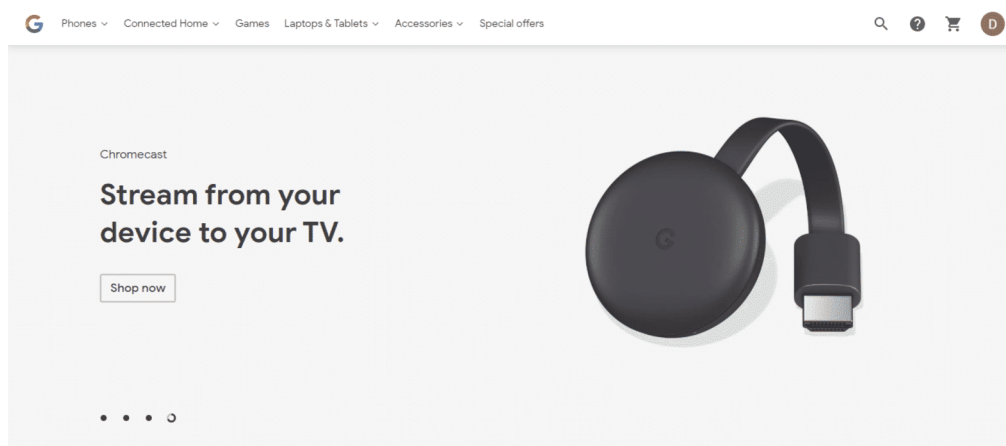 G Phones Connected Home Games Laptops & Tablets Accessories Special offers ? D
Chromecast
Stream from your
device to your TV.
Shop now
G